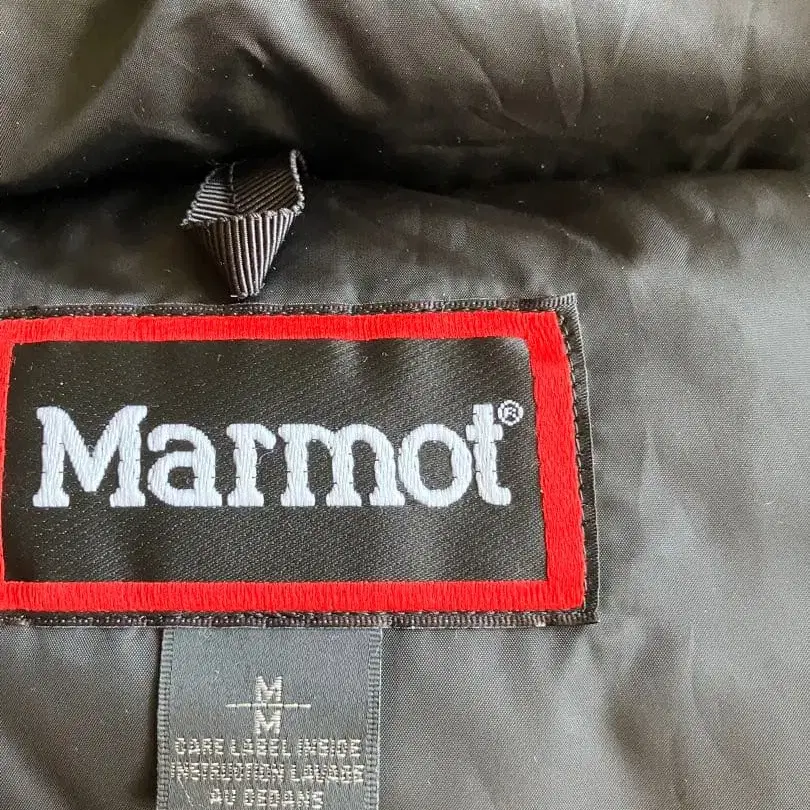 Marmot®
M
M
CARE LABEL INSIDE
INSTRUCTION LAVAGE
AU DEDANS